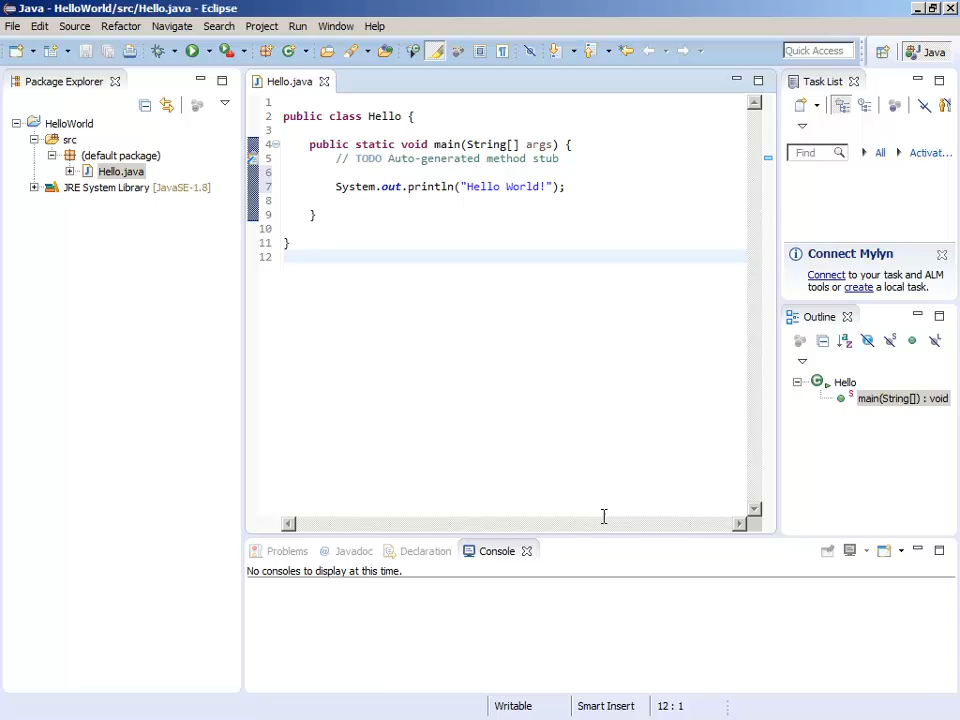 Java - HelloWorld/src/Hello.java - Eclipse
File Edit Source Refactor Navigate Search Project Run Window Help
Quick Access
Java
Package Explorer
HelloWorld
src
(default package)
Hello.java
JRE System Library [JavaSE-1.8]
Hello.java
1
2 public class Hello {
3
4 public static void main(String[] args) {
5 // TODO Auto-generated method stub
6
7 System.out.println("Hello World!");
8
9 }
10
11 }
12
Task List
Find All Activat...
Connect Mylyn
Connect to your task and ALM
tools or create a local task.
Outline
Hello
main(String[]) : void
Problems Javadoc Declaration Console
No consoles to display at this time.
Writable Smart Insert 12 : 1